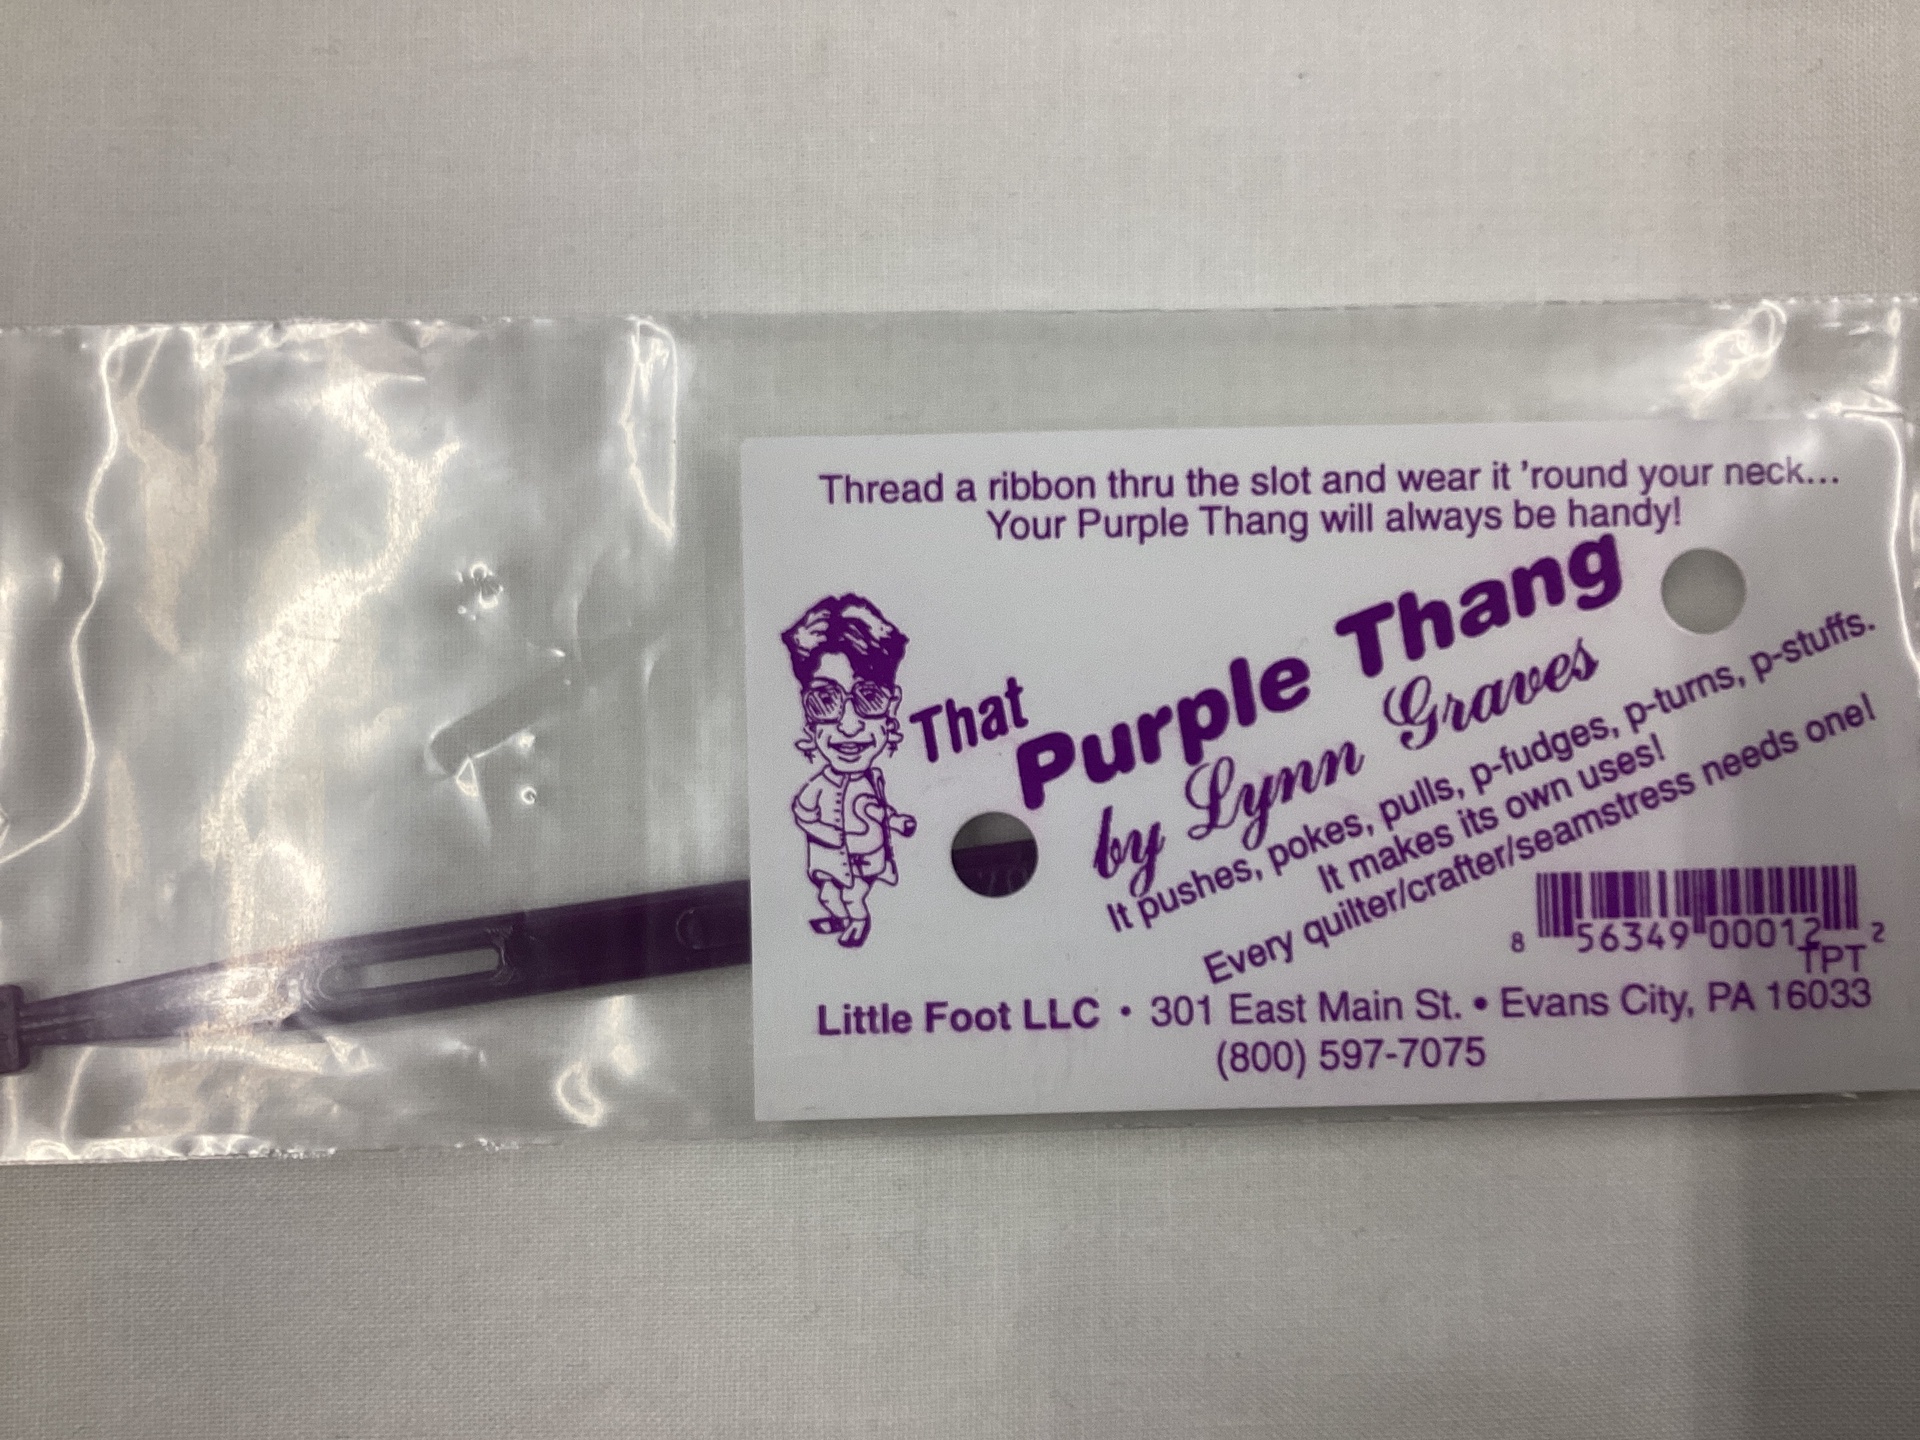 Thread a ribbon thru the slot and wear it 'round your neck...
Your Purple Thang will always be handy!
That
Purple Thang
by Lynn Graves
It pushes, pokes, pulls, p-fudges, p-turns, p-stuffs.
It makes its own uses!
Every quilter/crafter/seamstress needs one!
8 56349 00012 2
TPT
Little Foot LLC • 301 East Main St. • Evans City, PA 16033
(800) 597-7075